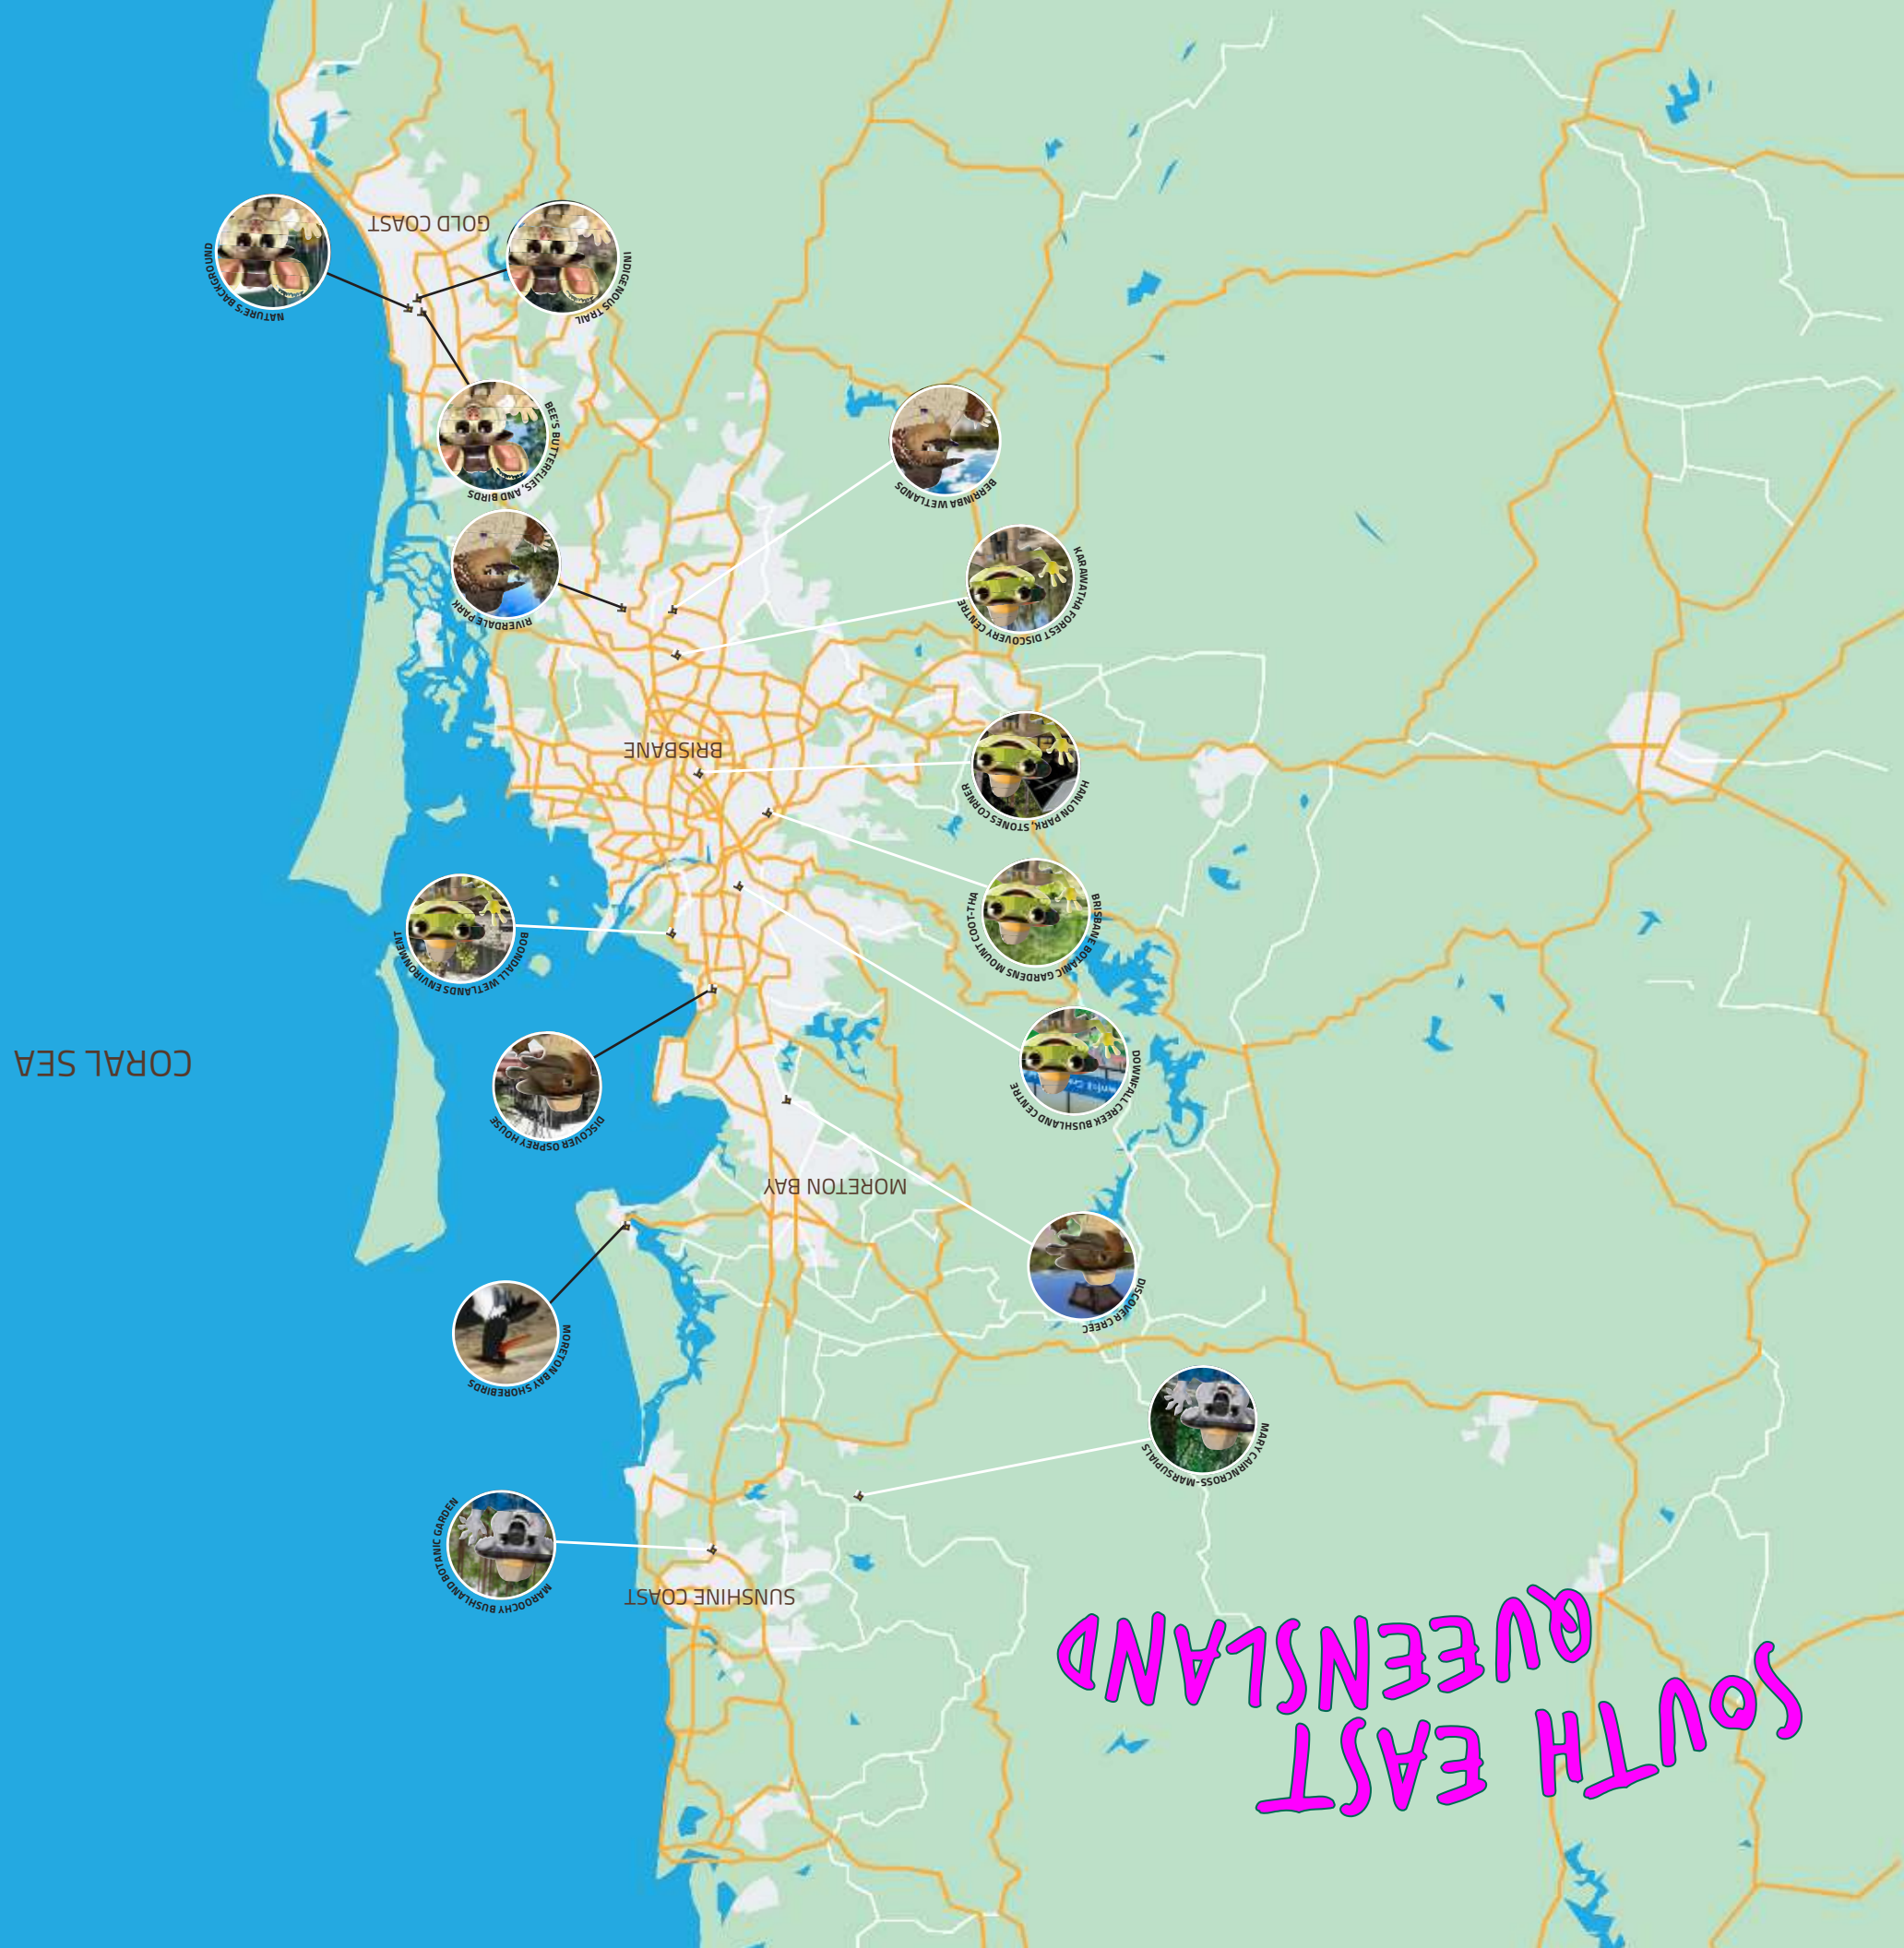 SOUTH EAST
QUEENSLAND
MAROOCHY BUSHLAND BOTANIC GARDEN
SUNSHINE COAST
MARY CAIRNCROSS-MARSUPIALS
MORETON BAY SHOREBIRDS
DISCOVER CREEC
MORETON BAY
DISCOVER OSPREY HOUSE
DOWNFALL CREEK BUSHLAND CENTRE
CORAL SEA
BOONDALL WETLANDS ENVIRONMENT
BRISBANE BOTANIC GARDENS MOUNT COOT-THA
HANLON PARK, STONES CORNER
BRISBANE
KARAWATHA FOREST DISCOVERY CENTRE
RIVERDALE PARK
BERRINBA WETLANDS
BEE'S BUTTERFLIES, AND BIRDS
INDIGENOUS TRAIL
NATURE'S BACKGROUND
GOLD COAST